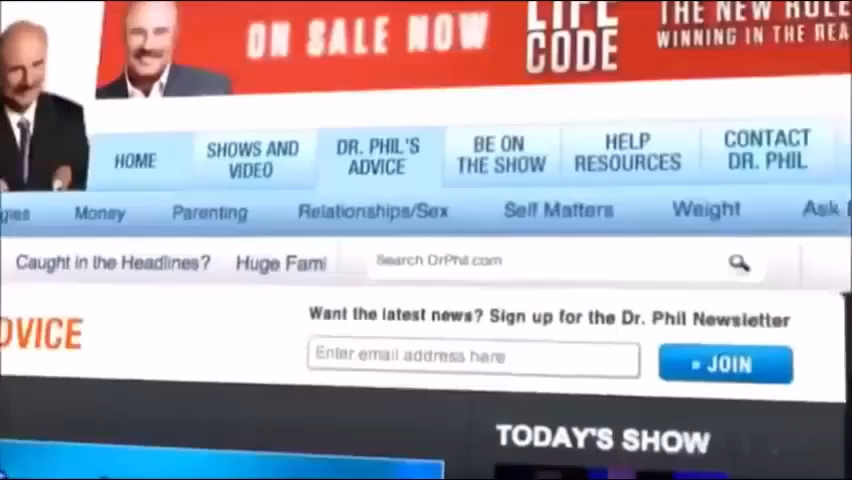 ON SALE NOW
LIFE
CODE
THE NEW RULE
WINNING IN THE REA
HOME
SHOWS AND
VIDEO
DR. PHIL'S
ADVICE
BE ON
THE SHOW
HELP
RESOURCES
CONTACT
DR. PHIL
gies Money Parenting Relationships/Sex Self Matters Weight Ask
Caught in the Headlines? Huge Fami
Search DrPhil.com
DVICE
Want the latest news? Sign up for the Dr. Phil Newsletter
Enter email address here
» JOIN
TODAY'S SHOW